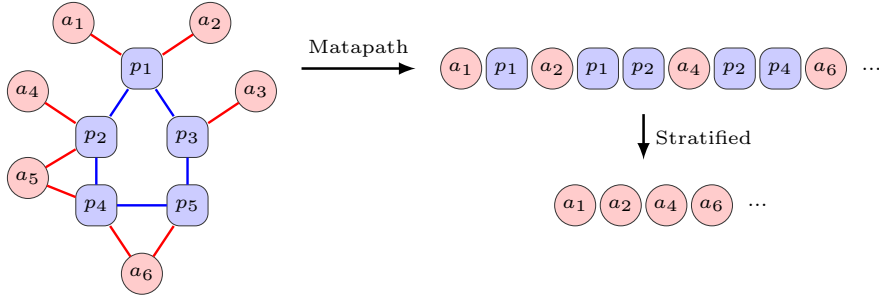 a1 a2
p1
Matapath
a1 p1 a2 p1 p2 a4 p2 p4 a6 ...
a4 a3
p2 p3
Stratified
a5
p4 p5
a1 a2 a4 a6 ...
a6